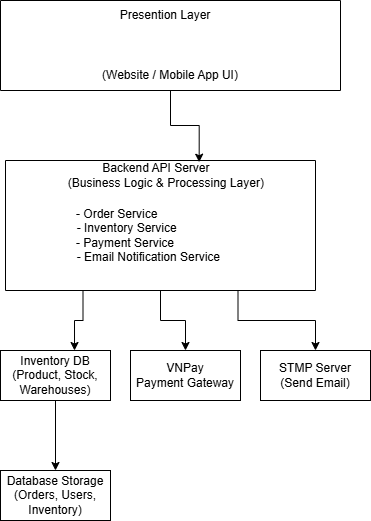 Presention Layer
(Website / Mobile App UI)
Backend API Server
(Business Logic & Processing Layer)
- Order Service
- Inventory Service
- Payment Service
- Email Notification Service
Inventory DB
(Product, Stock,
Warehouses)
VNPay
Payment Gateway
STMP Server
(Send Email)
Database Storage
(Orders, Users,
Inventory)